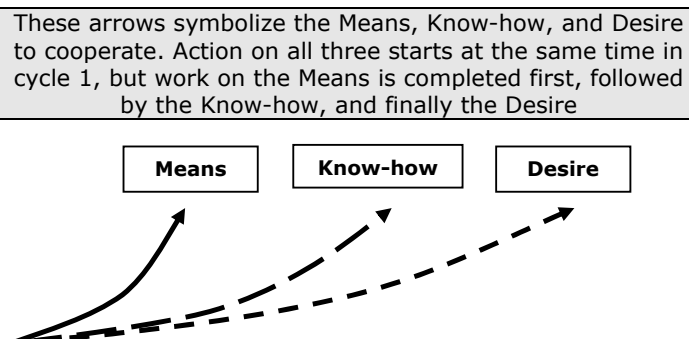 These arrows symbolize the Means, Know-how, and Desire
to cooperate. Action on all three starts at the same time in
cycle 1, but work on the Means is completed first, followed
by the Know-how, and finally the Desire
Means Know-how Desire